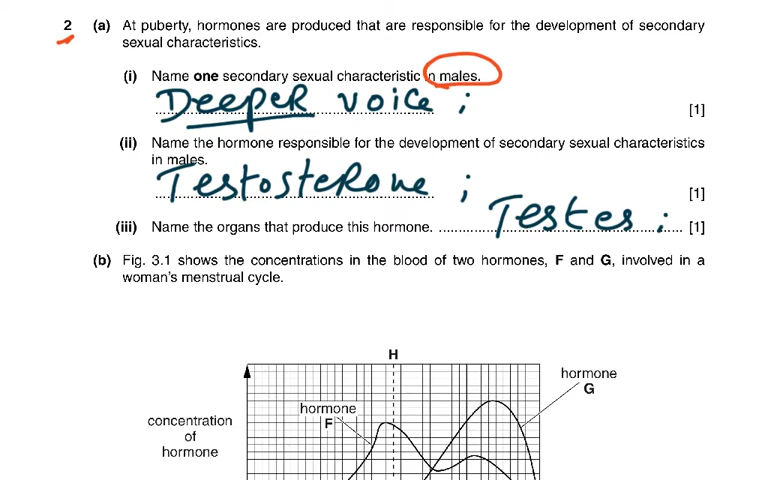 2 (a) At puberty, hormones are produced that are responsible for the development of secondary
sexual characteristics.
(i) Name one secondary sexual characteristic in males.
Deeper voice ; [1]
(ii) Name the hormone responsible for the development of secondary sexual characteristics
in males.
Testosterone ; [1]
(iii) Name the organs that produce this hormone. Testes ; [1]
(b) Fig. 3.1 shows the concentrations in the blood of two hormones, F and G, involved in a
woman's menstrual cycle.
H
hormone
G
hormone
F
concentration
of
hormone